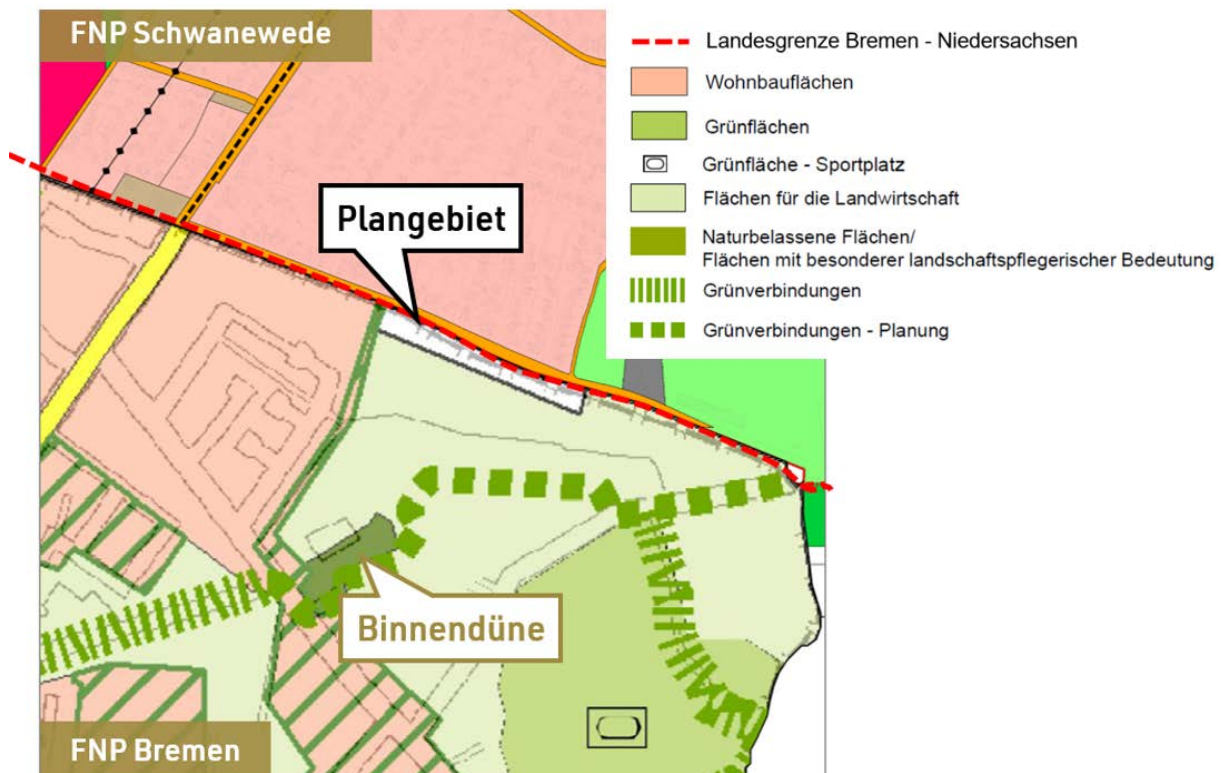 FNP Schwanewede
Landesgrenze Bremen - Niedersachsen
Wohnbauflächen
Grünflächen
Grünfläche - Sportplatz
Flächen für die Landwirtschaft
Naturbelassene Flächen/
Flächen mit besonderer landschaftspflegerischer Bedeutung
Grünverbindungen
Grünverbindungen - Planung
Plangebiet
Binnendüne
FNP Bremen